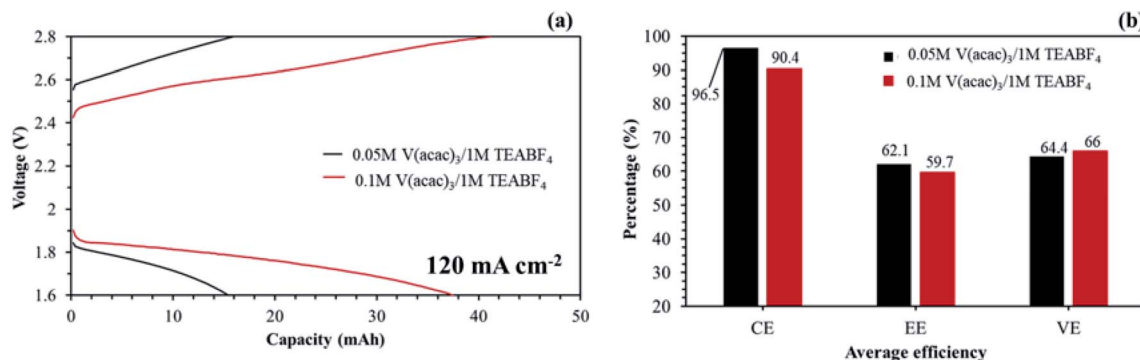 (a)
2.8
2.6
2.4
2.2
2
1.8
1.6
Voltage (V)
0.05M V(acac)₃/1M TEABF₄
0.1M V(acac)₃/1M TEABF₄
120 mA cm⁻²
0
10
20
30
40
50
Capacity (mAh)
(b)
100
90
80
70
60
50
40
30
20
Percentage (%)
0.05M V(acac)₃/1M TEABF₄
0.1M V(acac)₃/1M TEABF₄
96.5
90.4
62.1
59.7
64.4
66
CE
EE
VE
Average efficiency